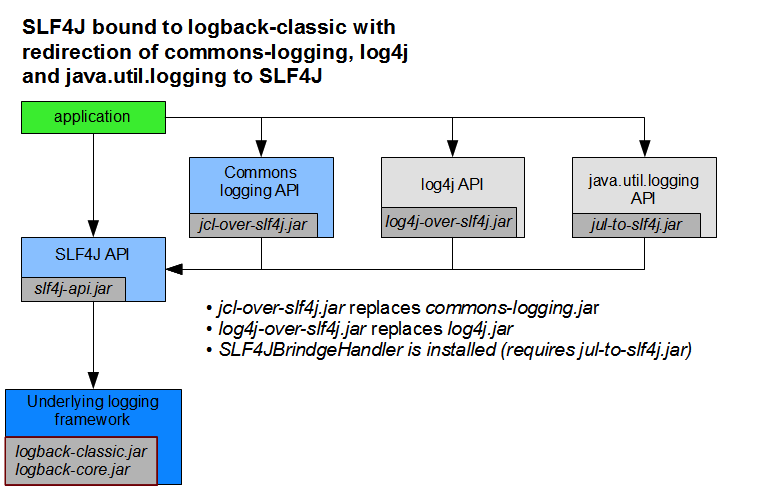 SLF4J bound to logback-classic with
redirection of commons-logging, log4j
and java.util.logging to SLF4J
application
Commons
logging API
jcl-over-slf4j.jar
log4j API
log4j-over-slf4j.jar
java.util.logging
API
jul-to-slf4j.jar
SLF4J API
slf4j-api.jar
• jcl-over-slf4j.jar replaces commons-logging.jar
• log4j-over-slf4j.jar replaces log4j.jar
• SLF4JBrindgeHandler is installed (requires jul-to-slf4j.jar)
Underlying logging
framework
logback-classic.jar
logback-core.jar